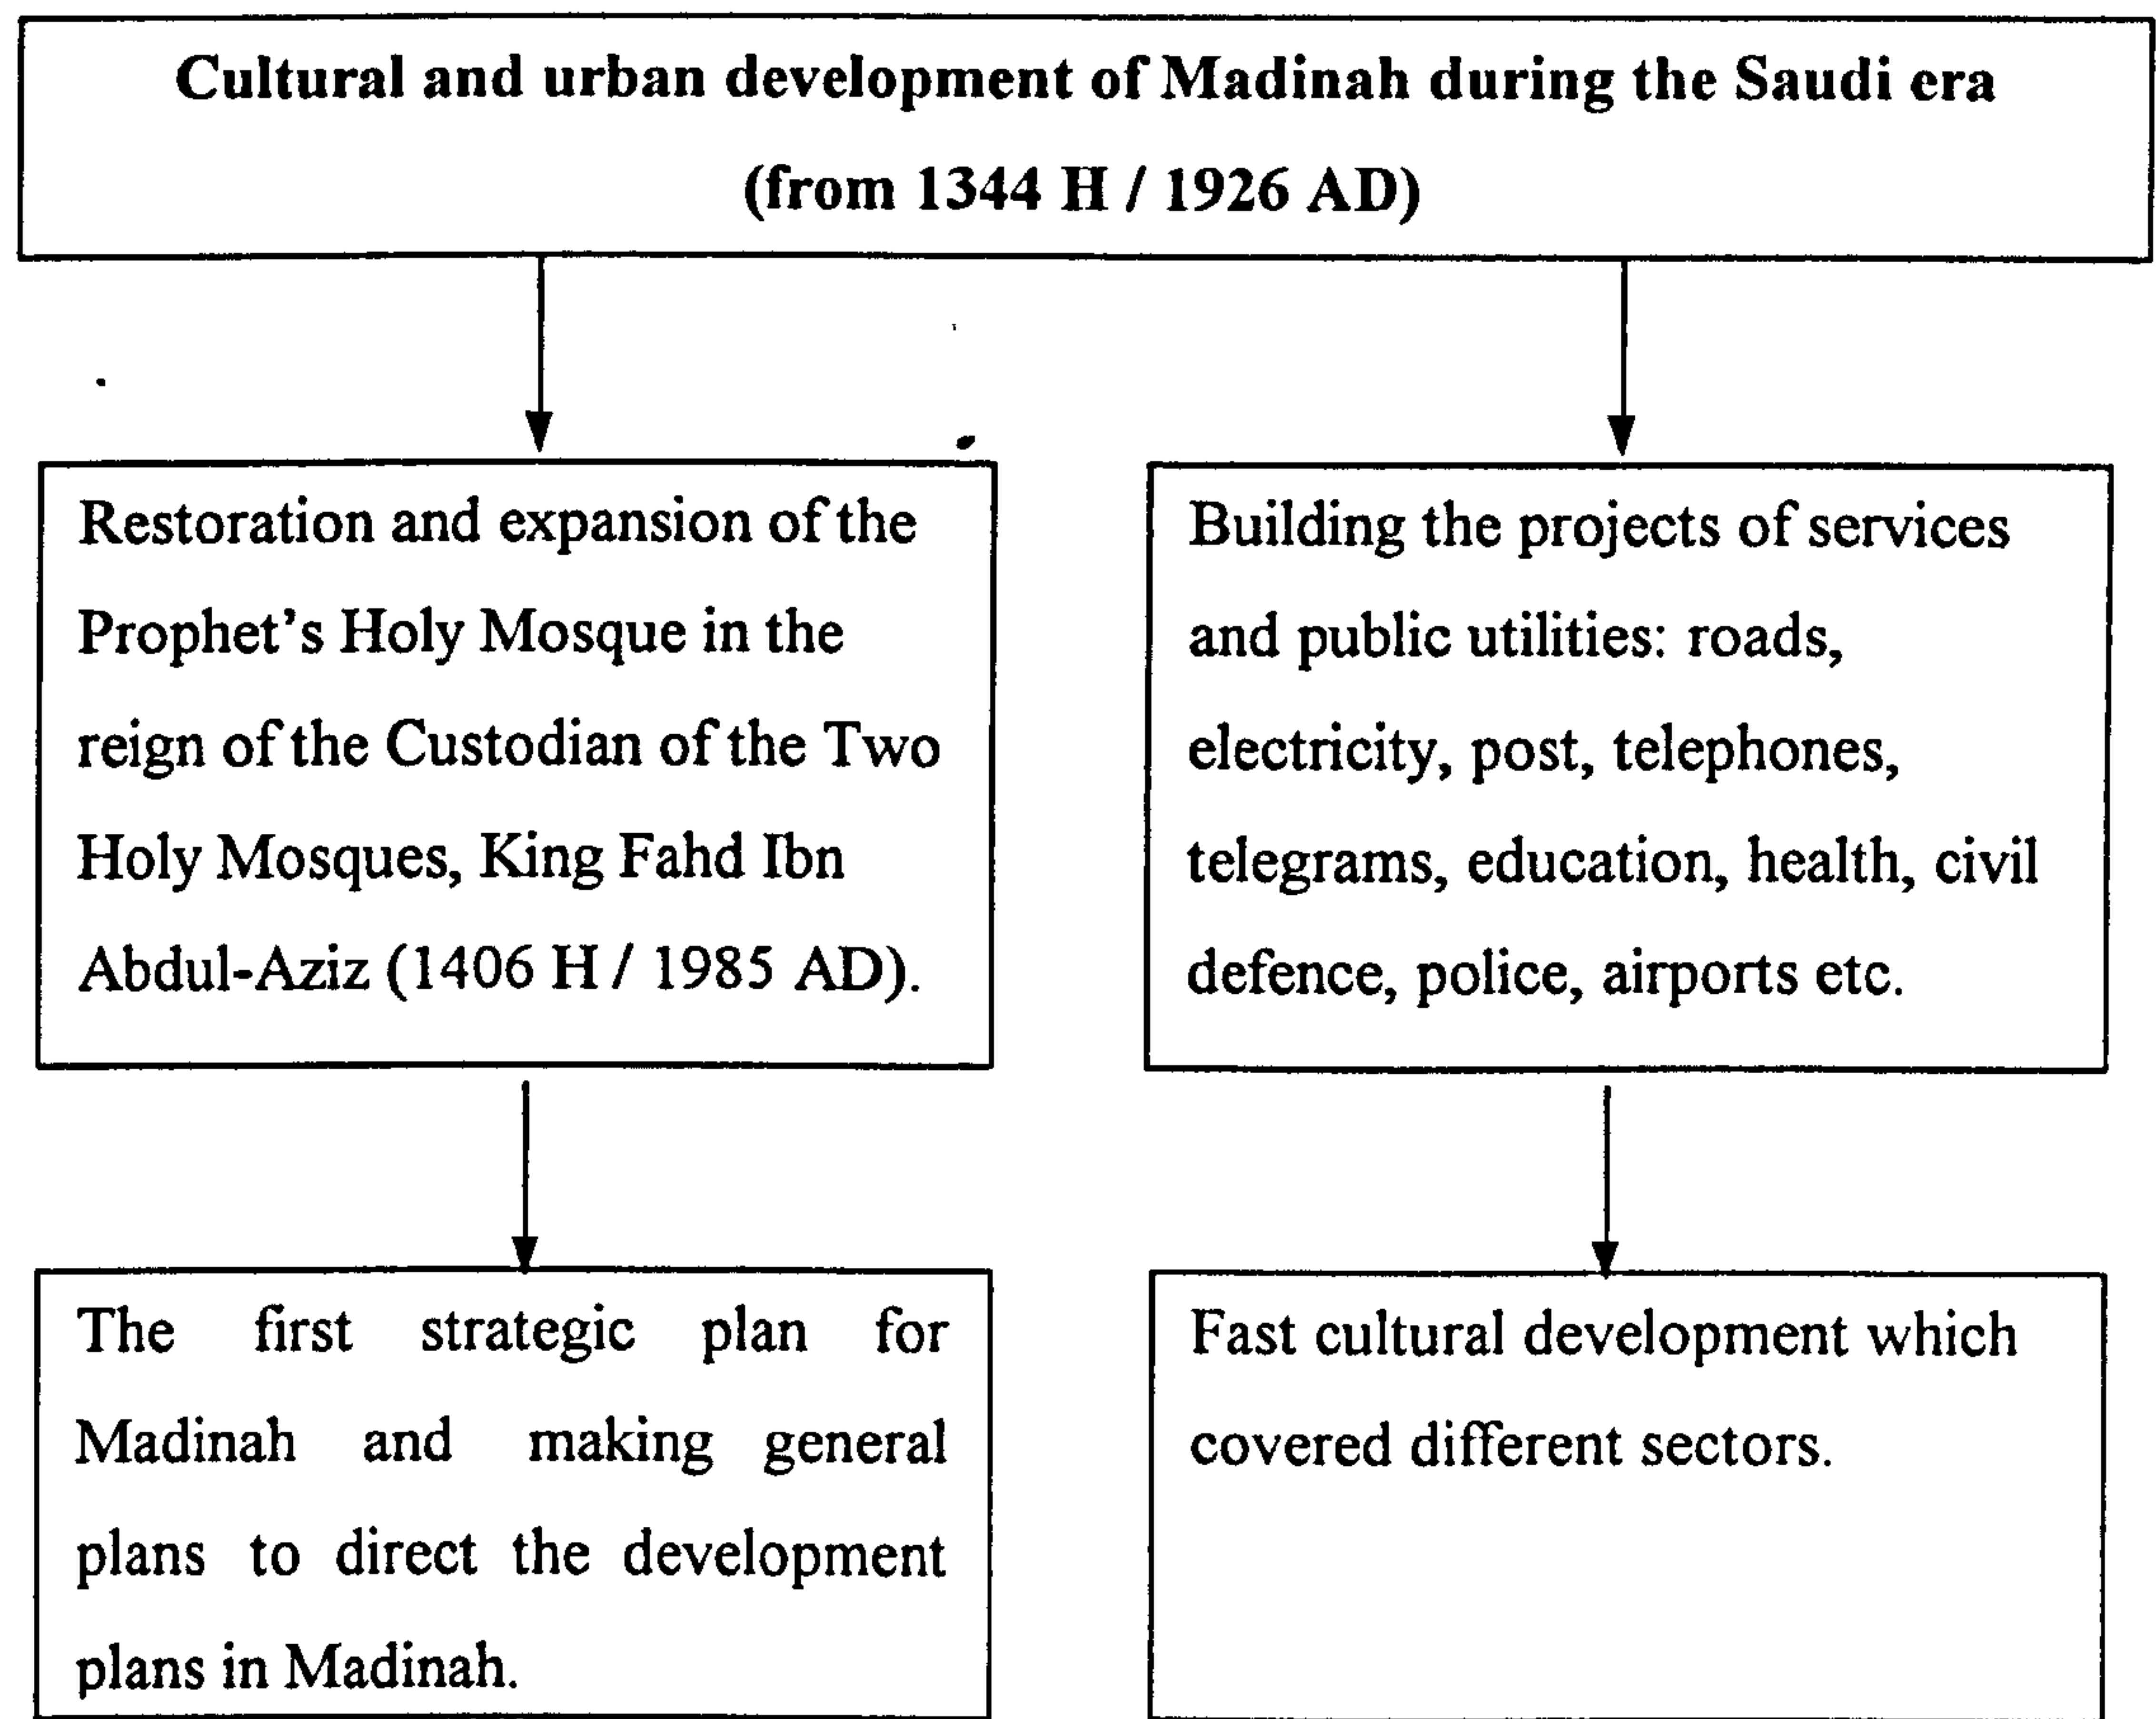 Cultural and urban development of Madinah during the Saudi era
(from 1344 H / 1926 AD)
Restoration and expansion of the
Prophet's Holy Mosque in the
reign of the Custodian of the Two
Holy Mosques, King Fahd Ibn
Abdul-Aziz (1406 H / 1985 AD).
Building the projects of services
and public utilities: roads,
electricity, post, telephones,
telegrams, education, health, civil
defence, police, airports etc.
The first strategic plan for
Madinah and making general
plans to direct the development
plans in Madinah.
Fast cultural development which
covered different sectors.